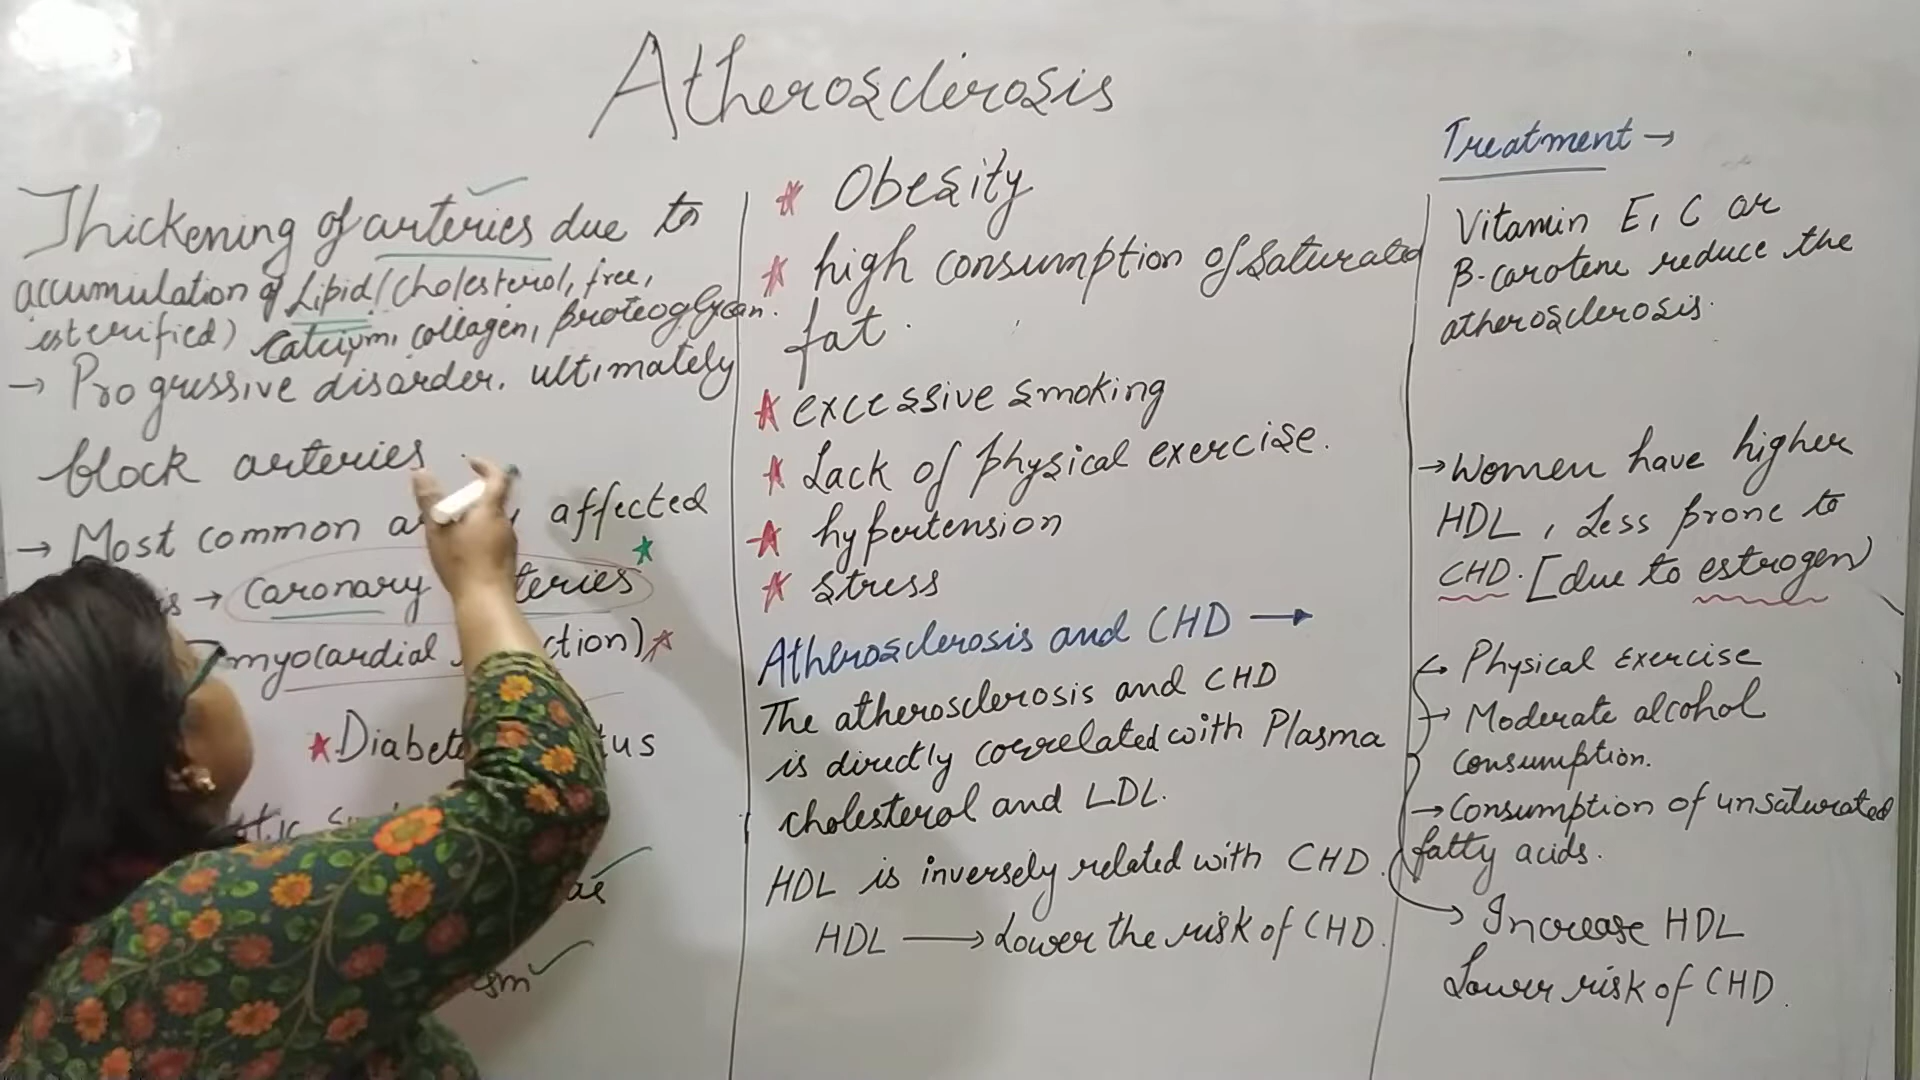 Atherosclerosis
Thickening of arteries due to
accumulation of Lipid (cholesterol, free,
esterified) Calcium, collagen, proteoglycan.
→ Progressive disorder, ultimately
block arteries
→ Most common affected
is → Coronary
myocardial
★ Diabetes
★ Obesity
★ high consumption of Saturated
fat.
★ excessive smoking
★ Lack of physical exercise.
★ hypertension
★ stress
Atherosclerosis and CHD →
The atherosclerosis and CHD
is directly correlated with Plasma
cholesterol and LDL.
HDL is inversely related with CHD.
HDL → Lower the risk of CHD.
Treatment →
Vitamin E, C or
β-carotene reduce the
atherosclerosis.
→ Women have higher
HDL, Less prone to
CHD. [due to estrogen)
→ Physical Exercise
→ Moderate alcohol
consumption.
→ Consumption of unsaturated
fatty acids.
→ Increase HDL
Lower risk of CHD.